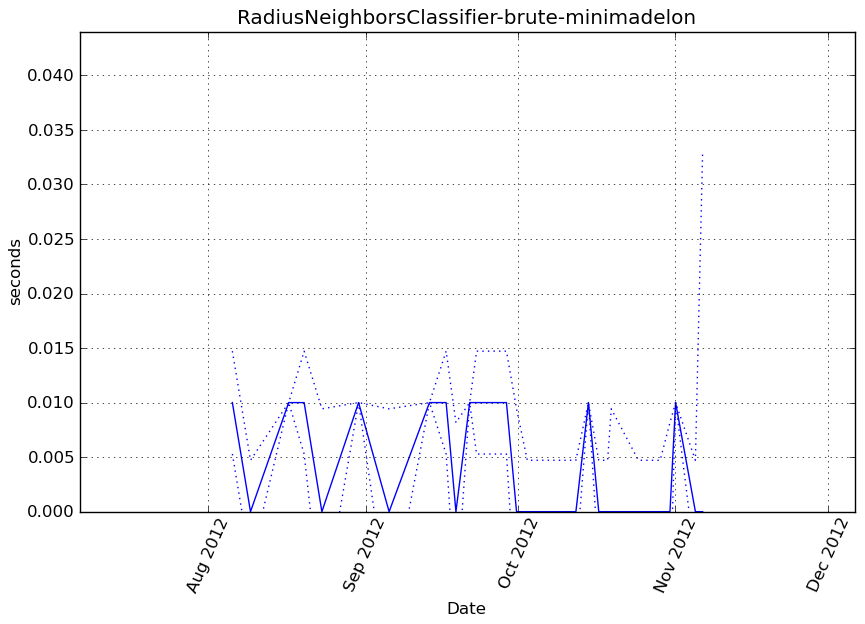 RadiusNeighborsClassifier-brute-minimadelon
0.040
0.035
0.030
0.025
0.020
0.015
0.010
0.005
0.000
seconds
Aug 2012
Sep 2012
Oct 2012
Nov 2012
Dec 2012
Date